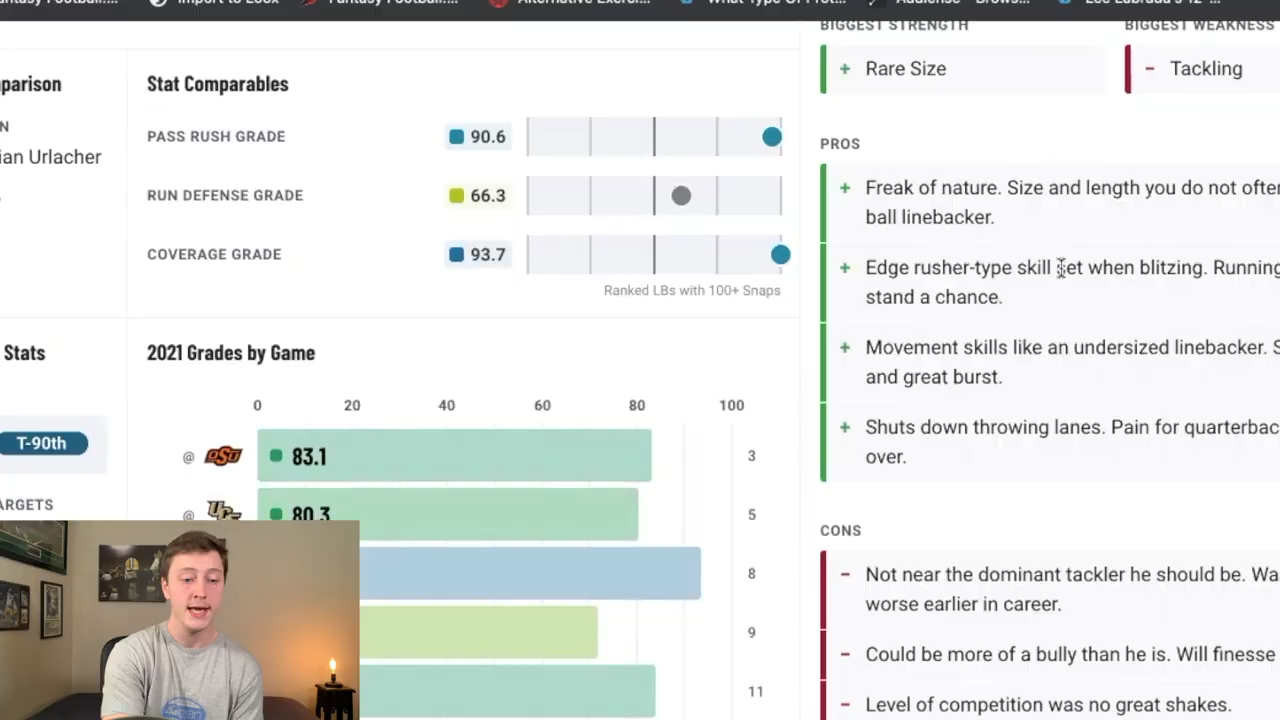 Import to LuLu
Fantasy Football:...
Alternative Exerci...
What Type Of Prot...
Audiense - Brows...
Lee Labrada's 12-...
parison
N
ian Urlacher
Stat Comparables
PASS RUSH GRADE 90.6
RUN DEFENSE GRADE 66.3
COVERAGE GRADE 93.7
Ranked LBs with 100+ Snaps
Stats
T-90th
ARGETS
2021 Grades by Game
0 20 40 60 80 100
@ OSU 83.1 3
@ UCF 80.3 5
8
9
11
BIGGEST STRENGTH
+ Rare Size
BIGGEST WEAKNESS
- Tackling
PROS
+ Freak of nature. Size and length you do not ofte
ball linebacker.
+ Edge rusher-type skill set when blitzing. Running
stand a chance.
+ Movement skills like an undersized linebacker. S
and great burst.
+ Shuts down throwing lanes. Pain for quarterbac
over.
CONS
- Not near the dominant tackler he should be. Wa
worse earlier in career.
- Could be more of a bully than he is. Will finesse
- Level of competition was no great shakes.